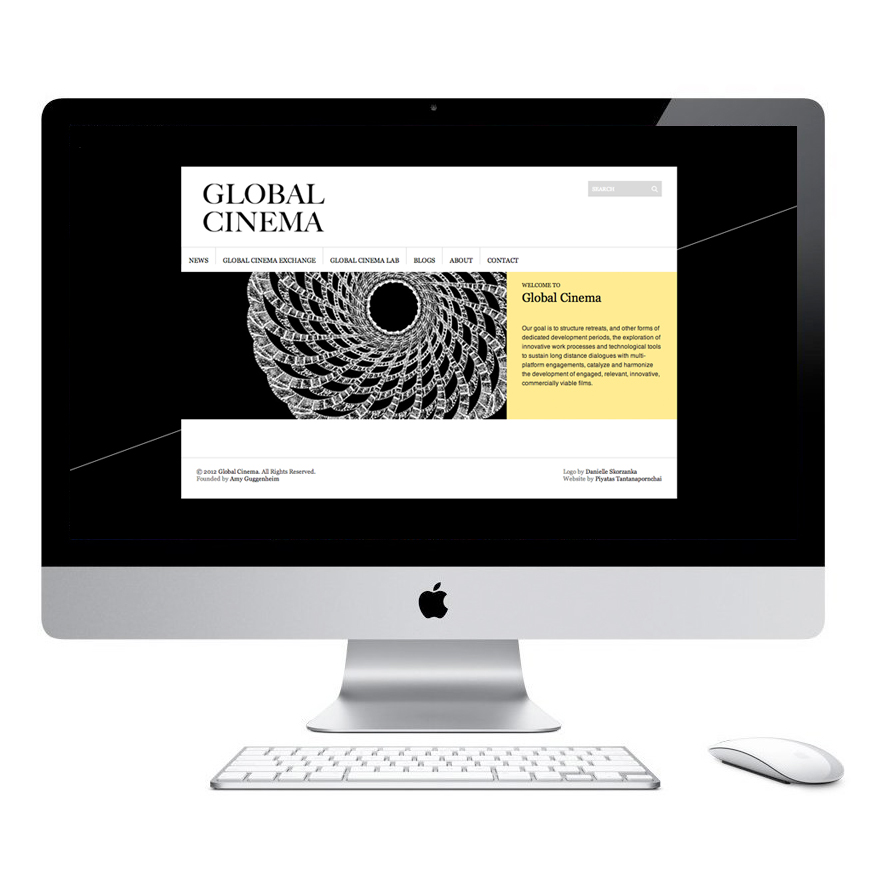 GLOBAL
CINEMA
SEARCH
NEWS GLOBAL CINEMA EXCHANGE GLOBAL CINEMA LAB BLOGS ABOUT CONTACT
WELCOME TO
Global Cinema
Our goal is to structure retreats, and other forms of
dedicated development periods, the exploration of
innovative work processes and technological tools
to sustain long distance dialogues with multi-
platform engagements, catalyze and harmonize
the development of engaged, relevant, innovative,
commercially viable films.
© 2012 Global Cinema. All Rights Reserved.
Founded by Amy Guggenheim
Logo by Danielle Skorzanka
Website by Piyatas Tantanapornchai